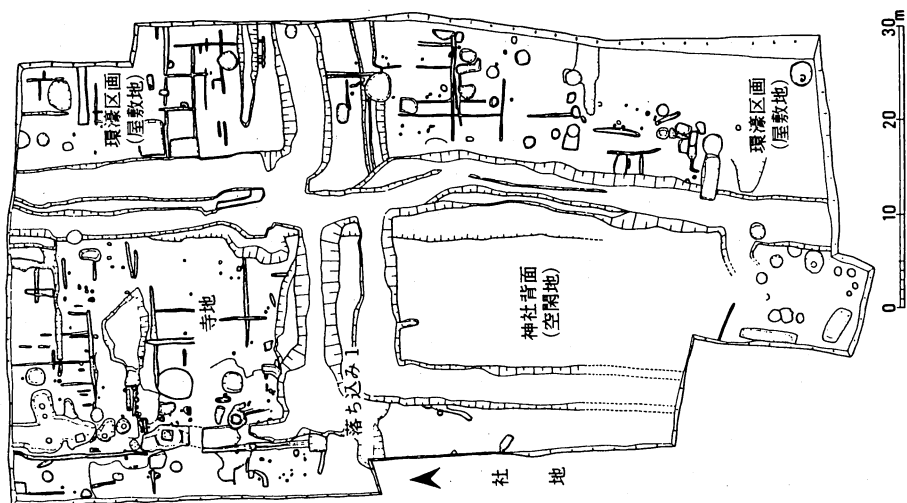 環濠区画
(屋敷地)
寺地
落ち込み1
神社背面
(空閑地)
環濠区画
(屋敷地)
社地
0 10 20 30m